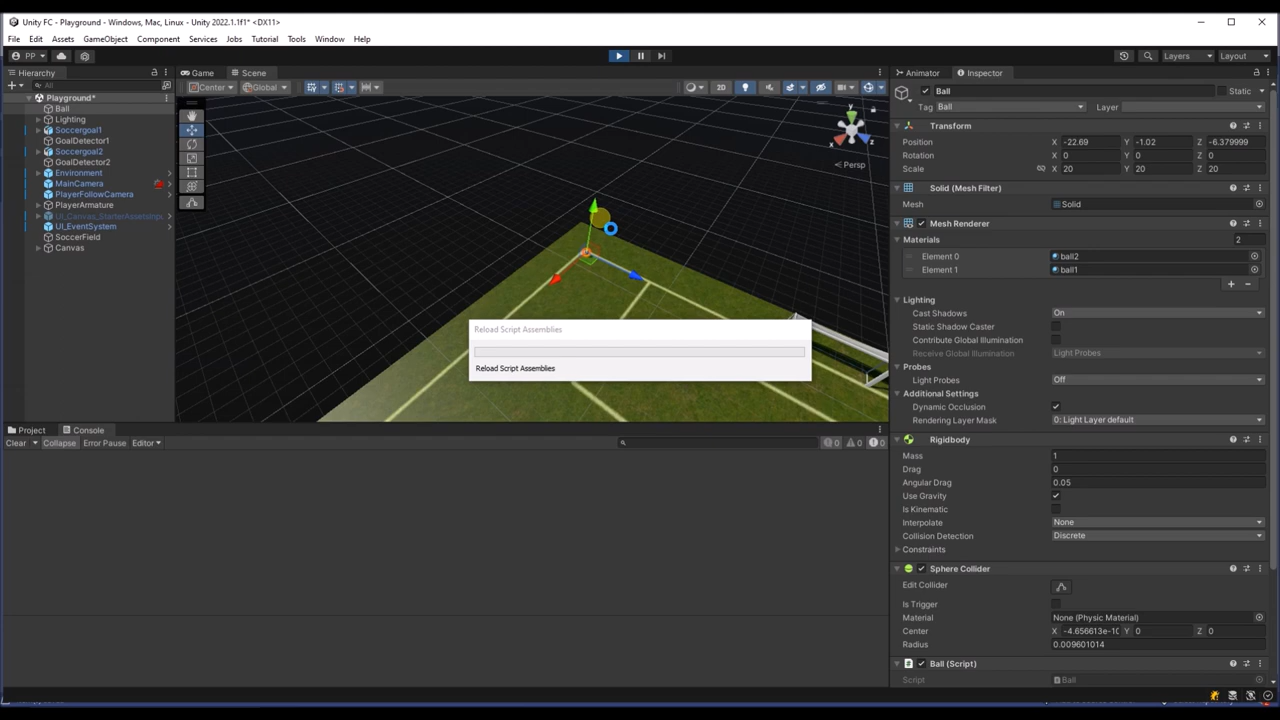 Unity FC - Playground - Windows, Mac, Linux - Unity 2022.1.1f1* <DX11>
File Edit Assets GameObject Component Services Jobs Tutorial Tools Window Help
PP Layers Layout
Hierarchy Game Scene Animator Inspector
All Center Global 2D Ball Static
Playground* Tag Ball Layer
Ball
Lighting
Soccergoal1
GoalDetector1
Soccergoal2
GoalDetector2
Environment
MainCamera
PlayerFollowCamera
PlayerArmature
UI_Canvas_StarterAssetsInpu
UI_EventSystem
SoccerField
Canvas
y
x
z
Persp
Transform
Position X -22.69 Y -1.02 Z -6.379999
Rotation X 0 Y 0 Z 0
Scale X 20 Y 20 Z 20
Solid (Mesh Filter)
Mesh Solid
Mesh Renderer
Materials 2
Element 0 ball2
Element 1 ball1
Lighting
Cast Shadows On
Static Shadow Caster
Contribute Global Illumination
Receive Global Illumination Light Probes
Probes
Light Probes Off
Additional Settings
Dynamic Occlusion
Rendering Layer Mask 0: Light Layer default
Rigidbody
Mass 1
Drag 0
Angular Drag 0.05
Use Gravity
Is Kinematic
Interpolate None
Collision Detection Discrete
Constraints
Sphere Collider
Edit Collider
Is Trigger
Material None (Physic Material)
Center X -4.656613e-10 Y 0 Z 0
Radius 0.009601014
Ball (Script)
Script Ball
Reload Script Assemblies
Reload Script Assemblies
Project Console
Clear Collapse Error Pause Editor 0 0 0